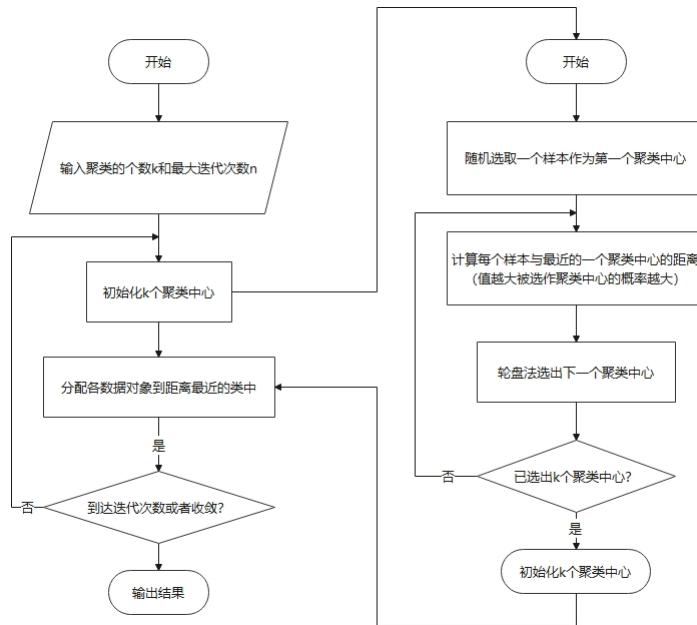 开始
输入聚类的个数k和最大迭代次数n
初始化k个聚类中心
分配各数据对象到距离最近的类中
是
到达迭代次数或者收敛?
否
输出结果
开始
随机选取一个样本作为第一个聚类中心
计算每个样本与最近的一个聚类中心的距离
(值越大被选作聚类中心的概率越大)
轮盘法选出下一个聚类中心
已选出k个聚类中心?
否
是
初始化k个聚类中心